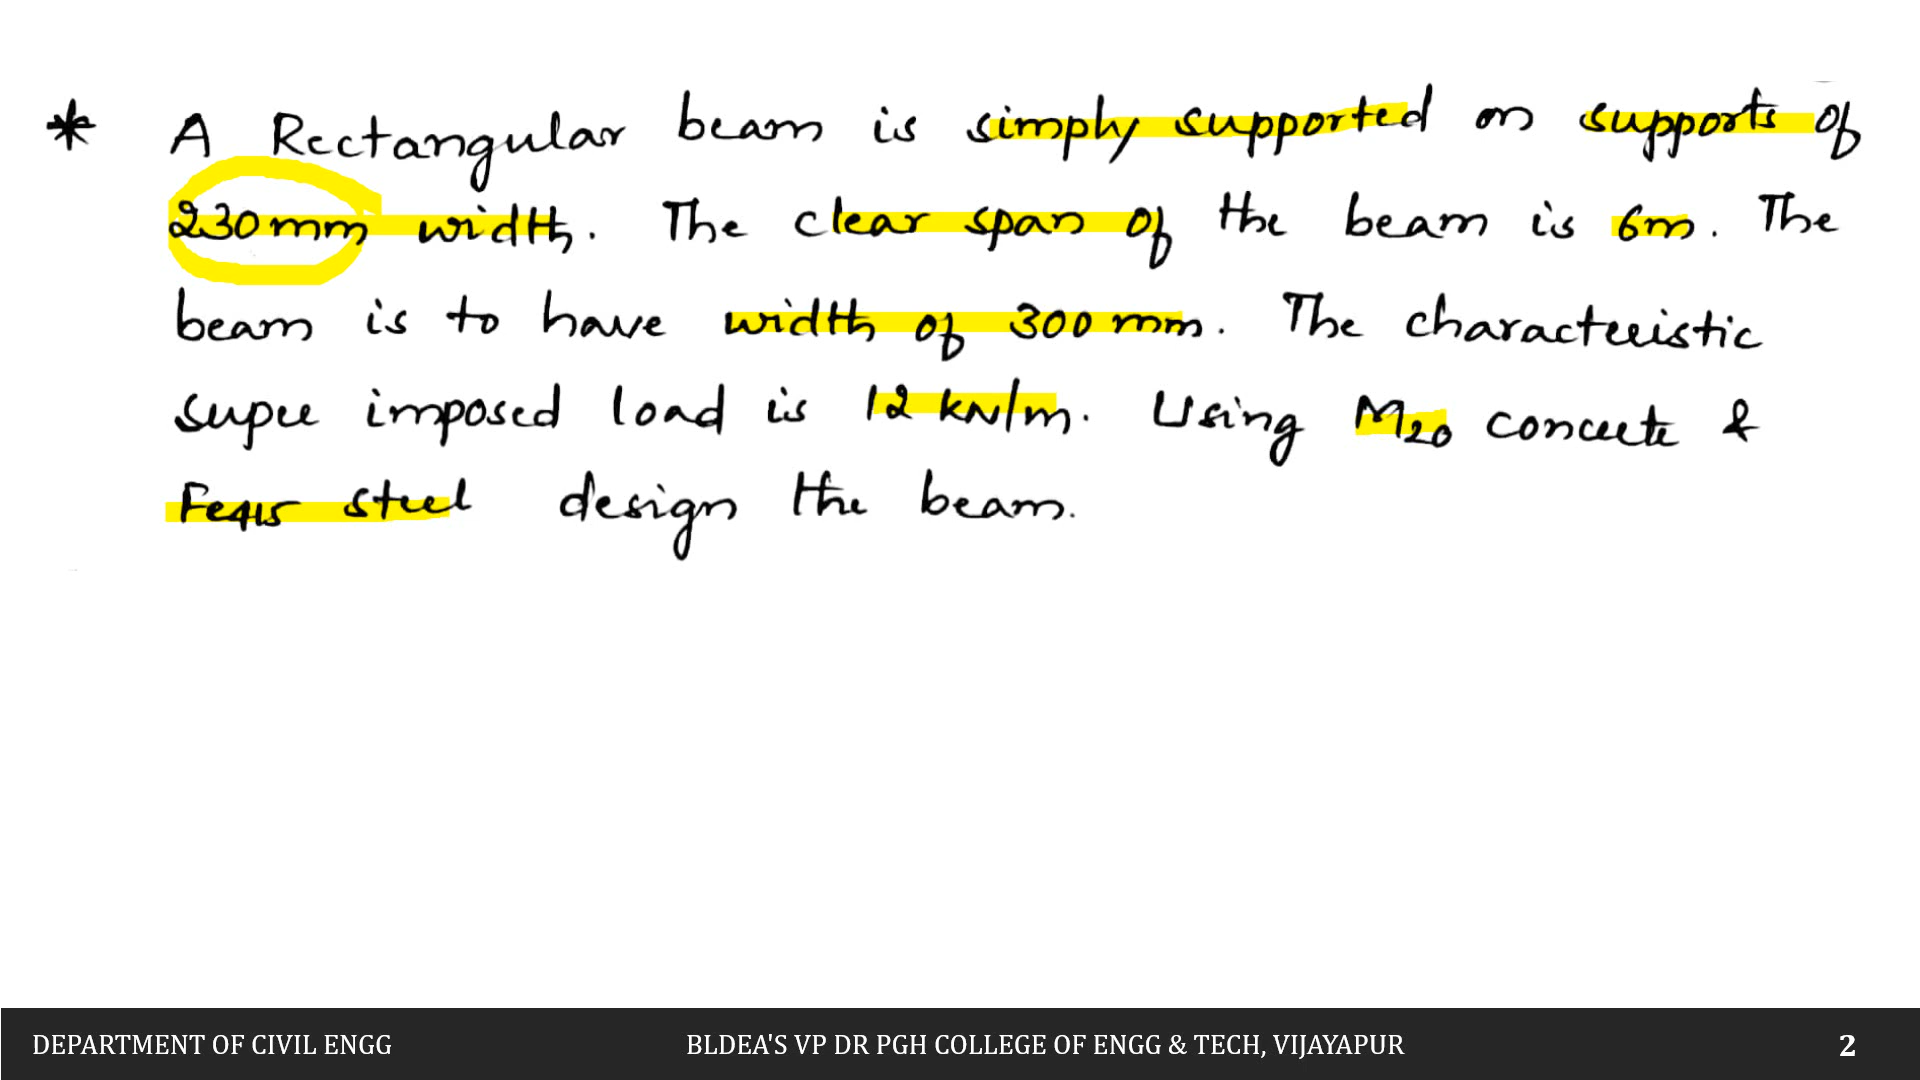 * A Rectangular beam is simply supported on supports of
230mm width. The clear span of the beam is 6m. The
beam is to have width of 300 mm. The characteristic
super imposed load is 12 kN/m. Using M20 concrete &
Fe415 steel design the beam.
DEPARTMENT OF CIVIL ENGG BLDEA'S VP DR PGH COLLEGE OF ENGG & TECH, VIJAYAPUR 2